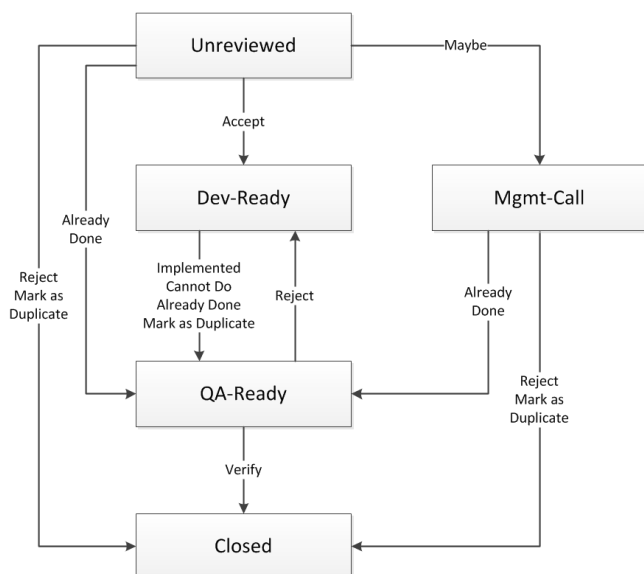 Unreviewed
Maybe
Accept
Dev-Ready
Mgmt-Call
Already
Done
Implemented
Cannot Do
Already Done
Mark as Duplicate
Reject
Already
Done
Reject
Mark as
Duplicate
QA-Ready
Reject
Mark as
Duplicate
Verify
Closed